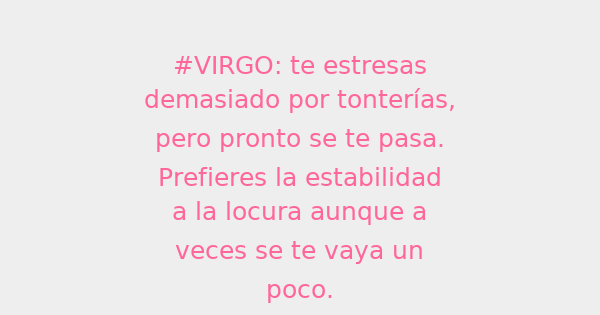 #VIRGO: te estresas
demasiado por tonterías,
pero pronto se te pasa.
Prefieres la estabilidad
a la locura aunque a
veces se te vaya un
poco.